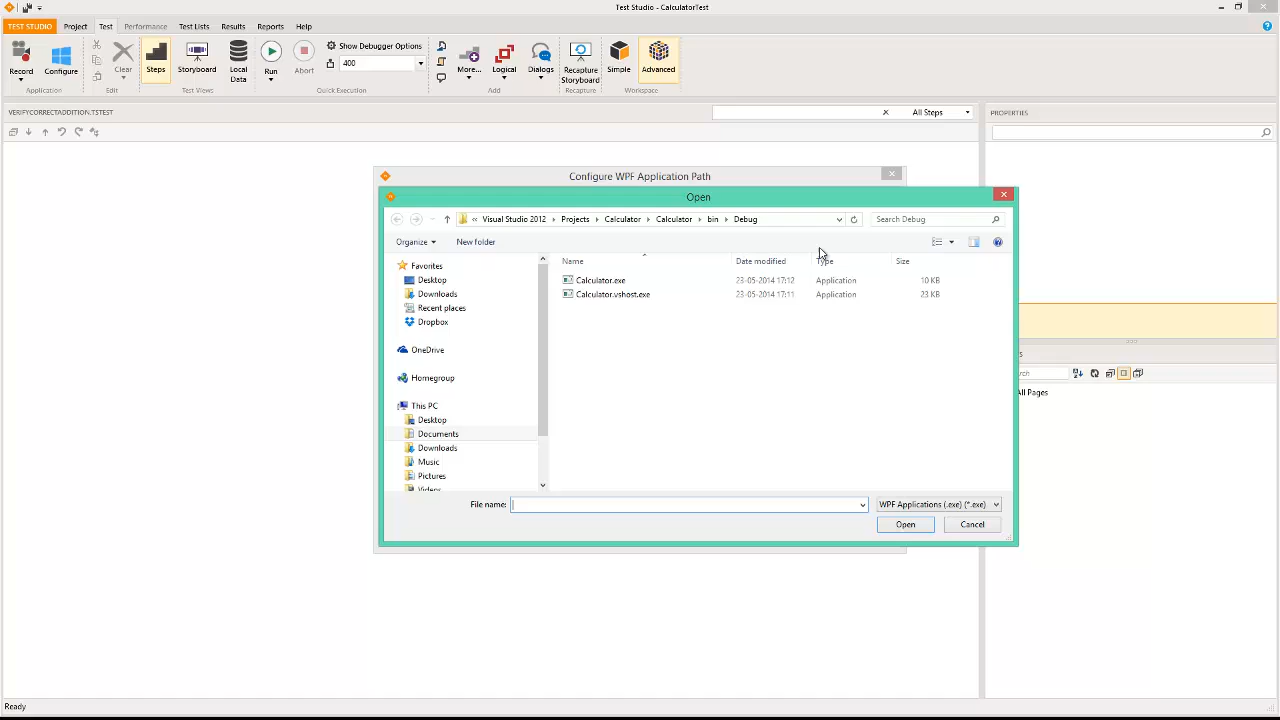 Test Studio - CalculatorTest
TEST STUDIO Project Test Performance Test Lists Results Reports Help
Record Configure Clear Steps Storyboard Local Data Run Abort Show Debugger Options 400 More... Logical Dialogs Recapture Storyboard Simple Advanced
Application Edit Test Views Quick Execution Add Recapture Workspace
VERIFYCORRECTADDITION.TSTEST All Steps PROPERTIES
Configure WPF Application Path
Open
« Visual Studio 2012 Projects Calculator Calculator bin Debug Search Debug
Organize New folder
Name Date modified Type Size
Calculator.exe 23-05-2014 17:12 Application 10 KB
Calculator.vshost.exe 23-05-2014 17:11 Application 23 KB
Favorites
Desktop
Downloads
Recent places
Dropbox
OneDrive
Homegroup
This PC
Desktop
Documents
Downloads
Music
Pictures
Videos
All Pages
File name: WPF Applications (.exe) (*.exe)
Open Cancel
Ready